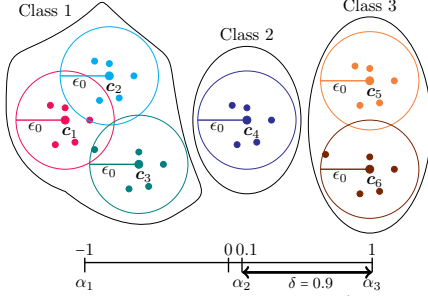 Class 1
Class 2
Class 3
ϵ₀
c₂
ϵ₀
c₁
ϵ₀
c₃
ϵ₀
c₄
ϵ₀
c₅
ϵ₀
c₆
−1
0 0.1
1
α₁
α₂
δ = 0.9
α₃